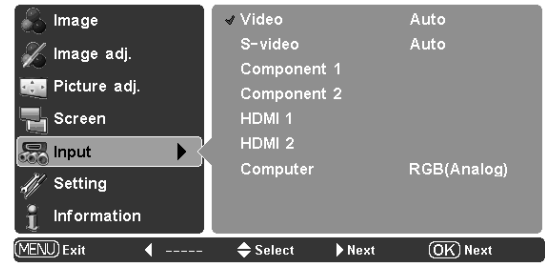 Image
Image adj.
Picture adj.
Screen
Input
Setting
Information
Video Auto
S-video Auto
Component 1
Component 2
HDMI 1
HDMI 2
Computer RGB(Analog)
MENU Exit ----- Select Next OK Next